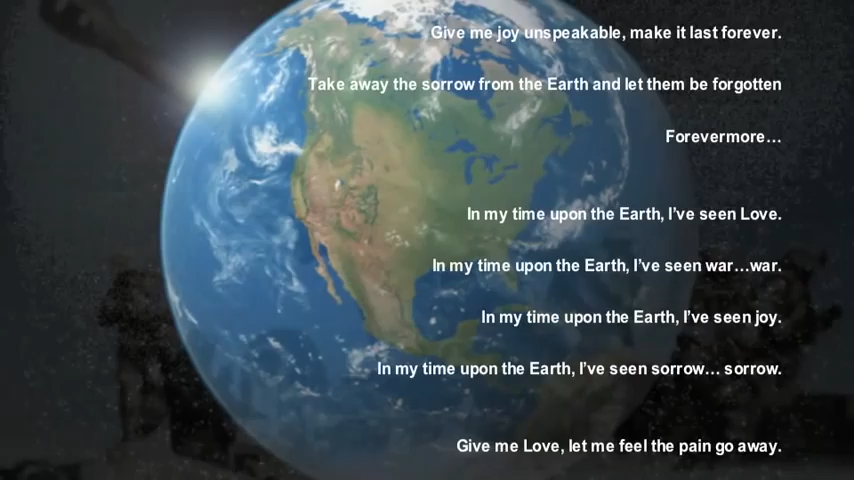 Give me joy unspeakable, make it last forever.
Take away the sorrow from the Earth and let them be forgotten
Forevermore…
In my time upon the Earth, I’ve seen Love.
In my time upon the Earth, I’ve seen war…war.
In my time upon the Earth, I’ve seen joy.
In my time upon the Earth, I’ve seen sorrow… sorrow.
Give me Love, let me feel the pain go away.